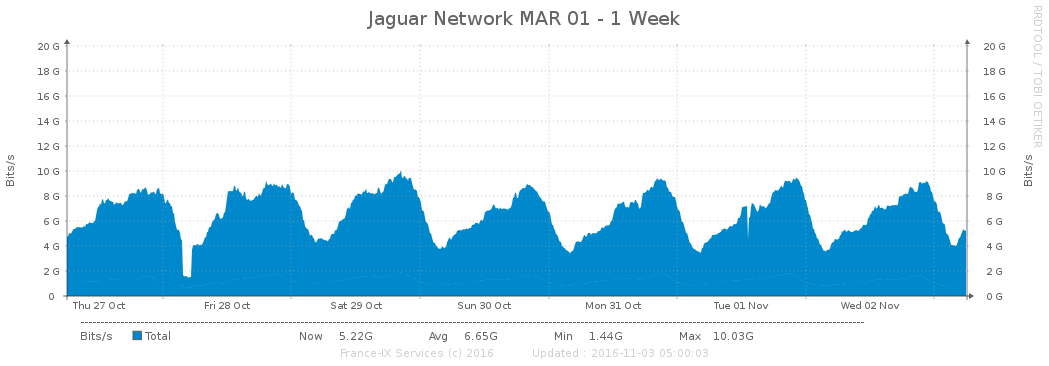 Jaguar Network MAR 01 - 1 Week
RRDTOOL / TOBI OETIKER
Bits/s
Bits/s
20 G 20 G
18 G 18 G
16 G 16 G
14 G 14 G
12 G 12 G
10 G 10 G
8 G 8 G
6 G 6 G
4 G 4 G
2 G 2 G
0 0 G
Thu 27 Oct Fri 28 Oct Sat 29 Oct Sun 30 Oct Mon 31 Oct Tue 01 Nov Wed 02 Nov
Bits/s Total Now 5.22G Avg 6.65G Min 1.44G Max 10.03G
France-IX Services (c) 2016 Updated : 2016-11-03 05:00:03